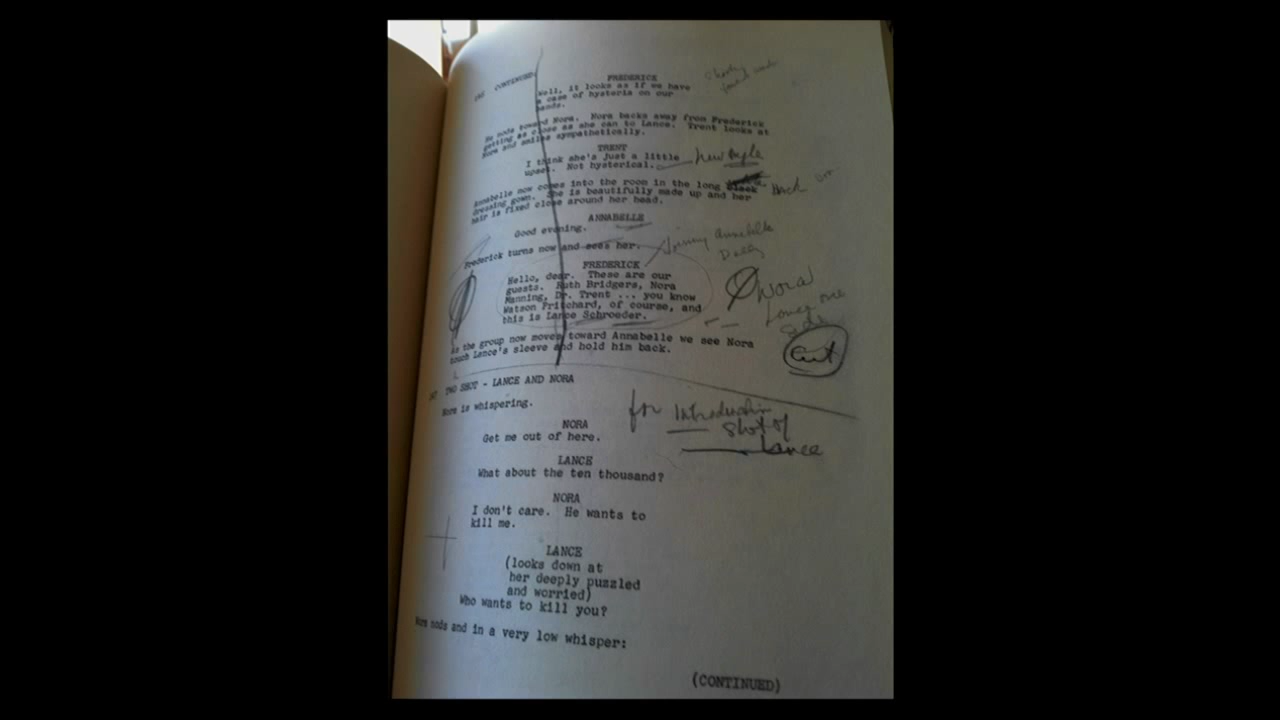 CONTINUED:
FREDERICK
Well, it looks as if we have
a case of hysteria on our
hands.
He nods toward Nora. Nora backs away from Frederick
getting as close as she can to Lance. Trent looks at
Nora and smiles sympathetically.
TRENT
I think she's just a little
upset. Not hysterical.
New Angle
Annabelle now comes into the room in the long black
dressing gown. She is beautifully made up and her
hair is fixed close around her head.
ANNABELLE
Good evening.
Frederick turns now and sees her.
Annabelle
FREDERICK
Hello, dear. These are our
guests. Ruth Bridgers, Nora
Manning, Dr. Trent ... you know
Watson Pritchard, of course, and
this is Lance Schroeder.
Nora
Cut
As the group now moves toward Annabelle we see Nora
touch Lance's sleeve and hold him back.
TWO SHOT - LANCE AND NORA
Nora is whispering.
for Introduction
Shot of
Lance
NORA
Get me out of here.
LANCE
What about the ten thousand?
NORA
I don't care. He wants to
kill me.
LANCE
(looks down at
her deeply puzzled
and worried)
Who wants to kill you?
Nora nods and in a very low whisper:
(CONTINUED)